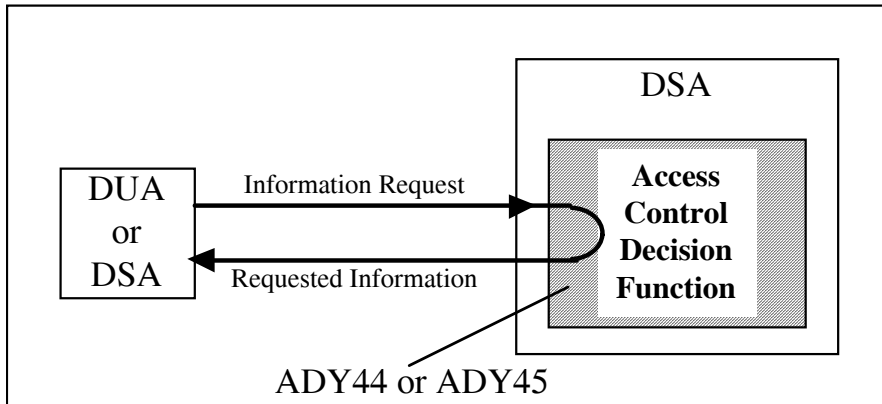 DSA
DUA
or
DSA
Information Request
Requested Information
Access
Control
Decision
Function
ADY44 or ADY45